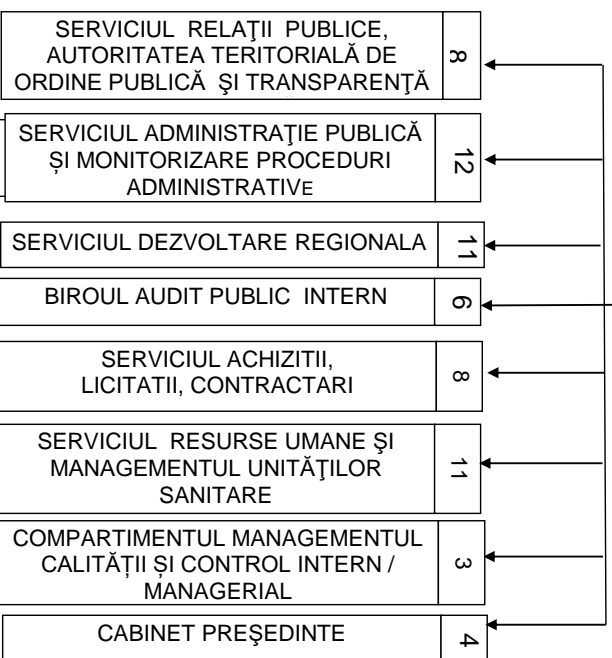 SERVICIUL RELAŢII PUBLICE,
AUTORITATEA TERITORIALĂ DE
ORDINE PUBLICĂ ŞI TRANSPARENŢĂ
8
SERVICIUL ADMINISTRAŢIE PUBLICĂ
ȘI MONITORIZARE PROCEDURI
ADMINISTRATIVE
12
SERVICIUL DEZVOLTARE REGIONALA
11
BIROUL AUDIT PUBLIC INTERN
6
SERVICIUL ACHIZITII,
LICITATII, CONTRACTARI
8
SERVICIUL RESURSE UMANE ŞI
MANAGEMENTUL UNITĂŢILOR
SANITARE
11
COMPARTIMENTUL MANAGEMENTUL
CALITĂȚII ȘI CONTROL INTERN /
MANAGERIAL
3
CABINET PREŞEDINTE
4